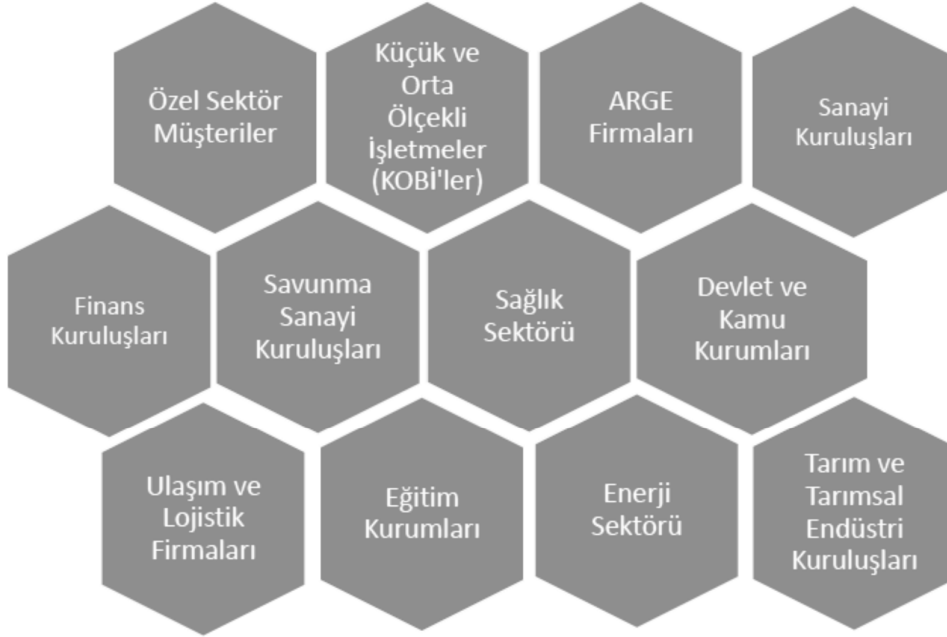 Özel Sektör
Müşteriler
Küçük ve
Orta
Ölçekli
İşletmeler
(KOBİ'ler)
ARGE
Firmaları
Sanayi
Kuruluşları
Finans
Kuruluşları
Savunma
Sanayi
Kuruluşları
Sağlık
Sektörü
Devlet ve
Kamu
Kurumları
Ulaşım ve
Lojistik
Firmaları
Eğitim
Kurumları
Enerji
Sektörü
Tarım ve
Tarımsal
Endüstri
Kuruluşları